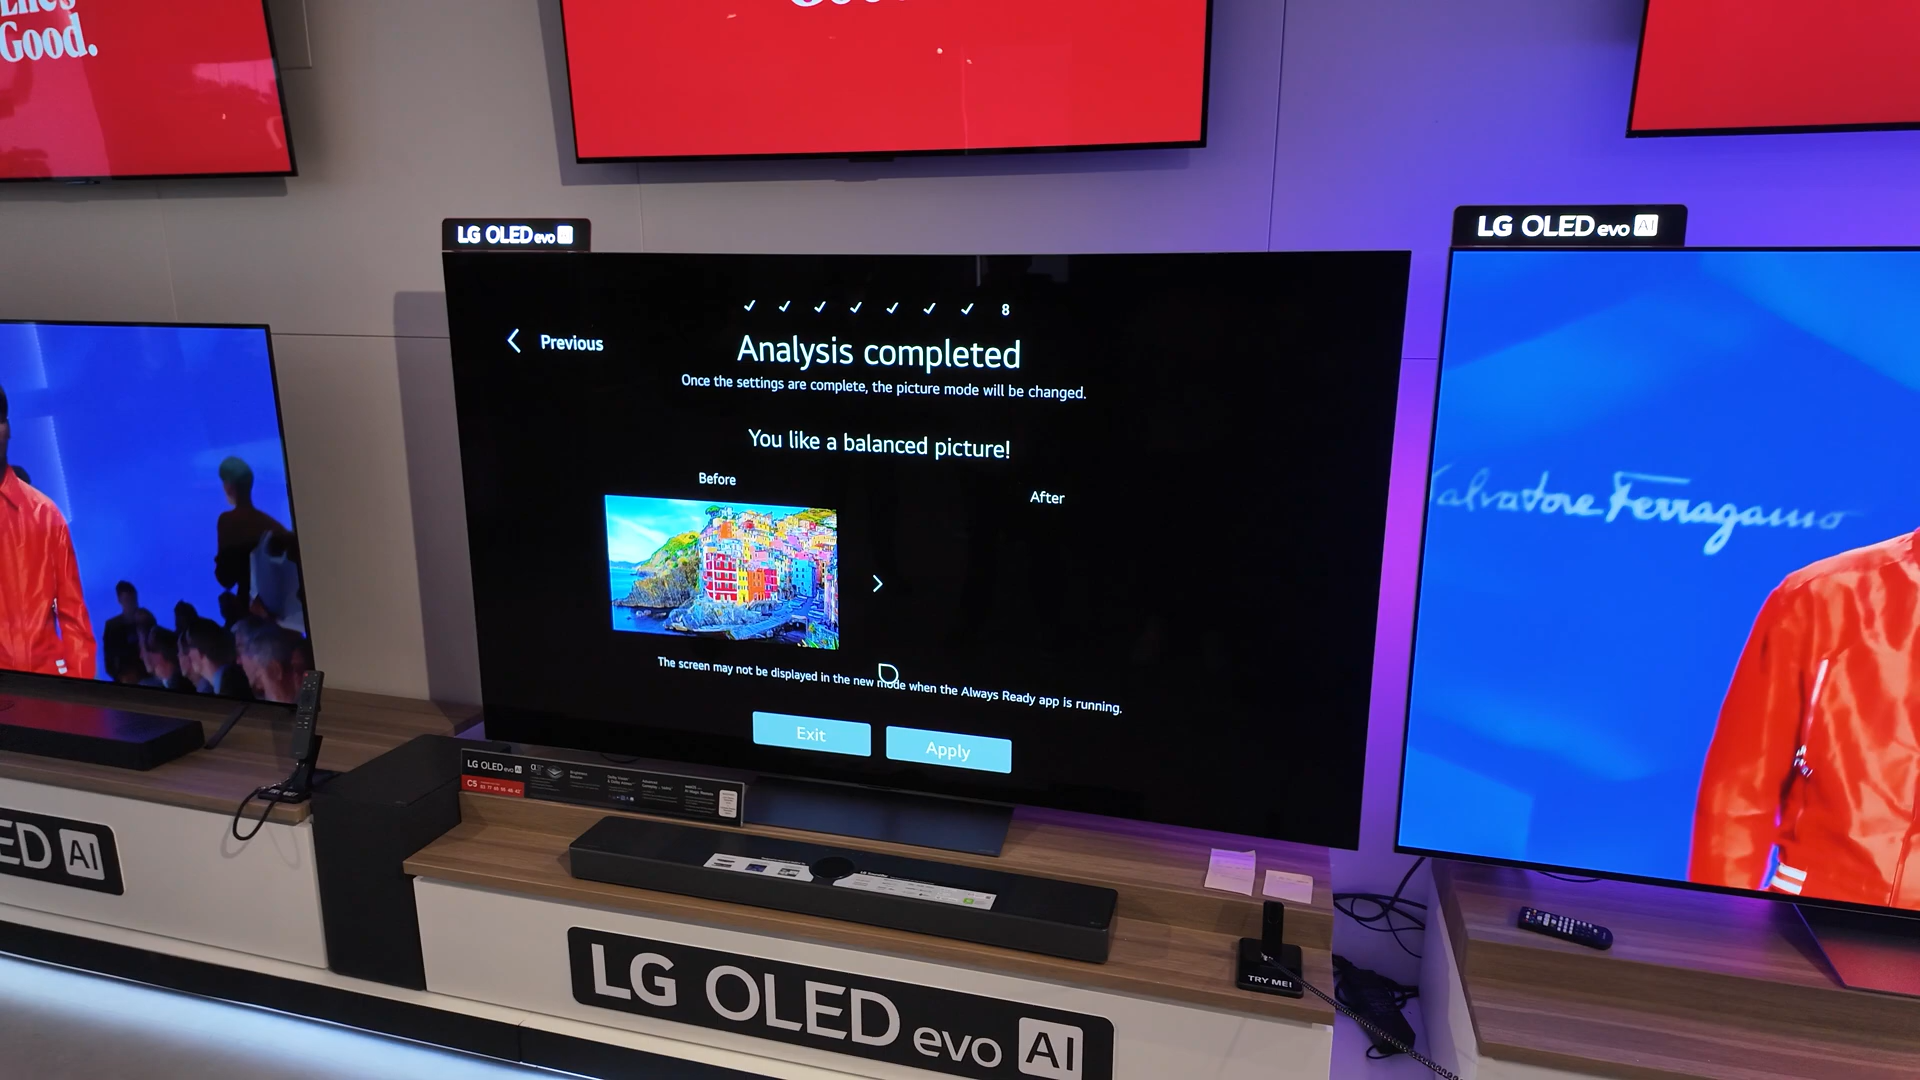 Good.
LG OLED evo AI
LG OLED evo AI
8
Previous
Analysis completed
Once the settings are complete, the picture mode will be changed.
You like a balanced picture!
Before
After
Salvatore Ferragamo
The screen may not be displayed in the new mode when the Always Ready app is running.
Exit
Apply
LG OLED evo AI
C5
ED AI
TRY ME!
LG OLED evo AI